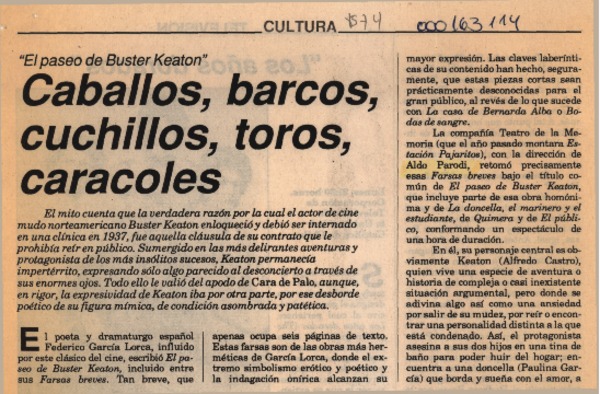 CULTURA
$74
000163114
"El paseo de Buster Keaton"
Caballos, barcos,
cuchillos, toros,
caracoles
El mito cuenta que la verdadera razón por la cual el actor de cine
mudo norteamericano Buster Keaton enloqueció y debió ser internado
en una clínica en 1937, fue aquella cláusula de su contrato que le
prohibía reír en público. Sumergido en las más delirantes aventuras y
protagonista de los más insólitos sucesos, Keaton permanecía
impertérrito, expresando sólo algo parecido al desconcierto a través de
sus enormes ojos. Todo ello le valió del apodo de Cara de Palo, aunque,
en rigor, la expresividad de Keaton iba por otra parte, por ese desborde
poético de su figura mímica, de condición asombrada y patética.
El poeta y dramaturgo español
Federico García Lorca, influido
por este clásico del cine, escribió El pa-
seo de Buster Keaton, incluido entre
sus Farsas breves. Tan breve, que
apenas ocupa seis páginas de texto.
Estas farsas son de las obras más her-
méticas de García Lorca, donde el ex-
tremo simbolismo erótico y poético y
la indagación onírica alcanzan su
mayor expresión. Las claves laberínti-
cas de su contenido han hecho, segura-
mente, que estas piezas cortas sean
prácticamente desconocidas para el
gran público, al revés de lo que sucede
con La casa de Bernarda Alba o Bo-
das de sangre.
La compañía Teatro de la Me-
moria (que el año pasado montara Es-
tación Pajaritos), con la dirección de
Aldo Parodi, retomó precisamente
esas Farsas breves bajo el título co-
mún de El paseo de Buster Keaton,
que incluye parte de esa obra homóni-
ma y de La doncella, el marinero y el
estudiante, de Quimera y de El públi-
co, conformando un espectáculo de
una hora de duración.
En él, su personaje central es ob-
viamente Keaton (Alfredo Castro),
quien vive una especie de aventura o
historia de compleja o casi inexistente
situación argumental, pero donde se
adivina algo así como una ansiedad
por salir de su mudez, por reír o encon-
trar una personalidad distinta a la que
está condenado. Así, el protagonista
asesina a sus dos hijos en una tina de
baño para poder huir del hogar; en-
cuentra a una doncella (Paulina Gar-
cía) que borda y sueña con el amor, a